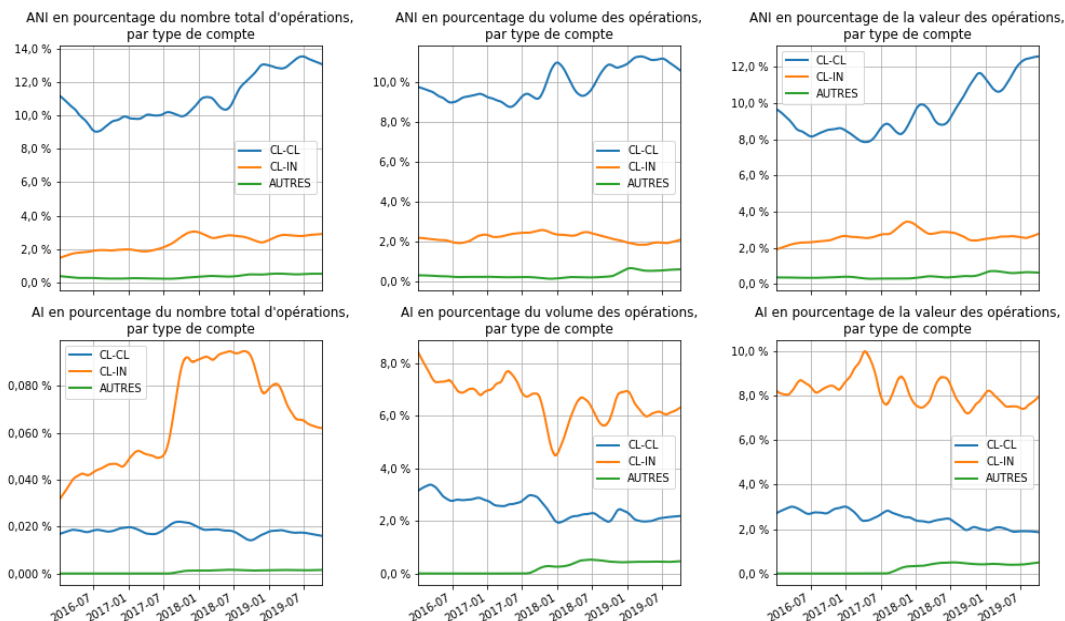 ANI en pourcentage du nombre total d'opérations,
par type de compte
14,0 %
12,0 %
10,0 %
8,0 %
6,0 %
4,0 %
2,0 %
0,0 %
CL-CL
CL-IN
AUTRES
ANI en pourcentage du volume des opérations,
par type de compte
10,0 %
8,0 %
6,0 %
4,0 %
2,0 %
0,0 %
CL-CL
CL-IN
AUTRES
ANI en pourcentage de la valeur des opérations,
par type de compte
12,0 %
10,0 %
8,0 %
6,0 %
4,0 %
2,0 %
0,0 %
CL-CL
CL-IN
AUTRES
AI en pourcentage du nombre total d'opérations,
par type de compte
0,080 %
0,060 %
0,040 %
0,020 %
0,000 %
CL-CL
CL-IN
AUTRES
2016-07
2017-01
2017-07
2018-01
2018-07
2019-01
2019-07
AI en pourcentage du volume des opérations,
par type de compte
8,0 %
6,0 %
4,0 %
2,0 %
0,0 %
CL-CL
CL-IN
AUTRES
2016-07
2017-01
2017-07
2018-01
2018-07
2019-01
2019-07
AI en pourcentage de la valeur des opérations,
par type de compte
10,0 %
8,0 %
6,0 %
4,0 %
2,0 %
0,0 %
CL-CL
CL-IN
AUTRES
2016-07
2017-01
2017-07
2018-01
2018-07
2019-01
2019-07